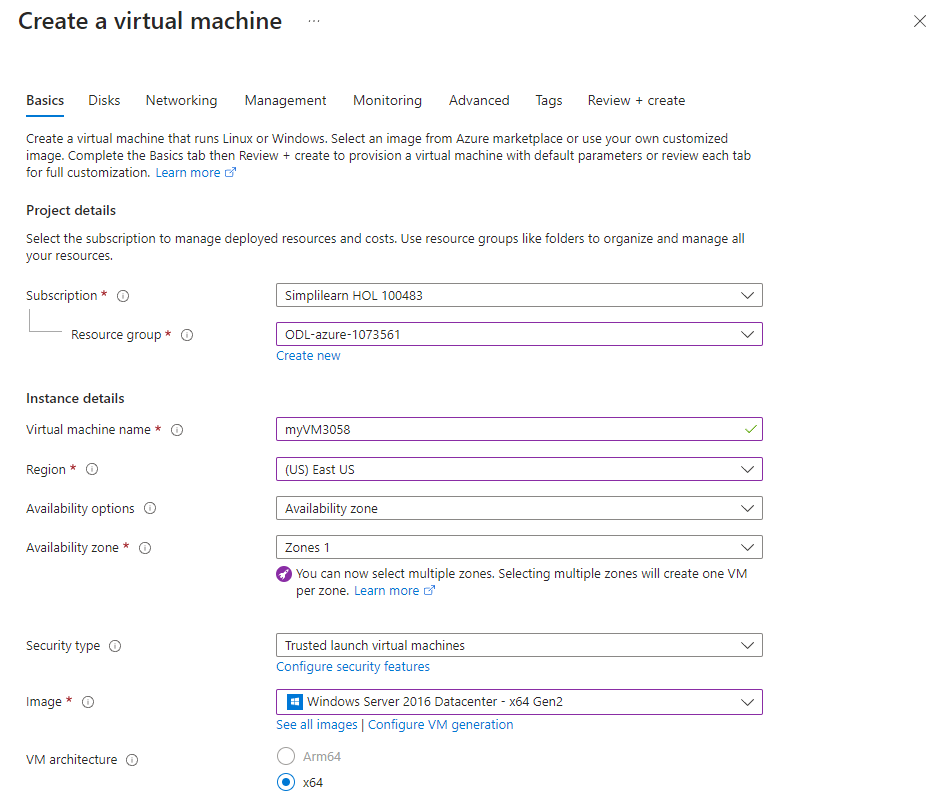 Create a virtual machine ...
Basics Disks Networking Management Monitoring Advanced Tags Review + create
Create a virtual machine that runs Linux or Windows. Select an image from Azure marketplace or use your own customized
image. Complete the Basics tab then Review + create to provision a virtual machine with default parameters or review each tab
for full customization. Learn more
Project details
Select the subscription to manage deployed resources and costs. Use resource groups like folders to organize and manage all
your resources.
Subscription * Simplilearn HOL 100483
Resource group * ODL-azure-1073561
Create new
Instance details
Virtual machine name * myVM3058
Region * (US) East US
Availability options Availability zone
Availability zone * Zones 1
You can now select multiple zones. Selecting multiple zones will create one VM
per zone. Learn more
Security type Trusted launch virtual machines
Configure security features
Image * Windows Server 2016 Datacenter - x64 Gen2
See all images | Configure VM generation
VM architecture Arm64
x64